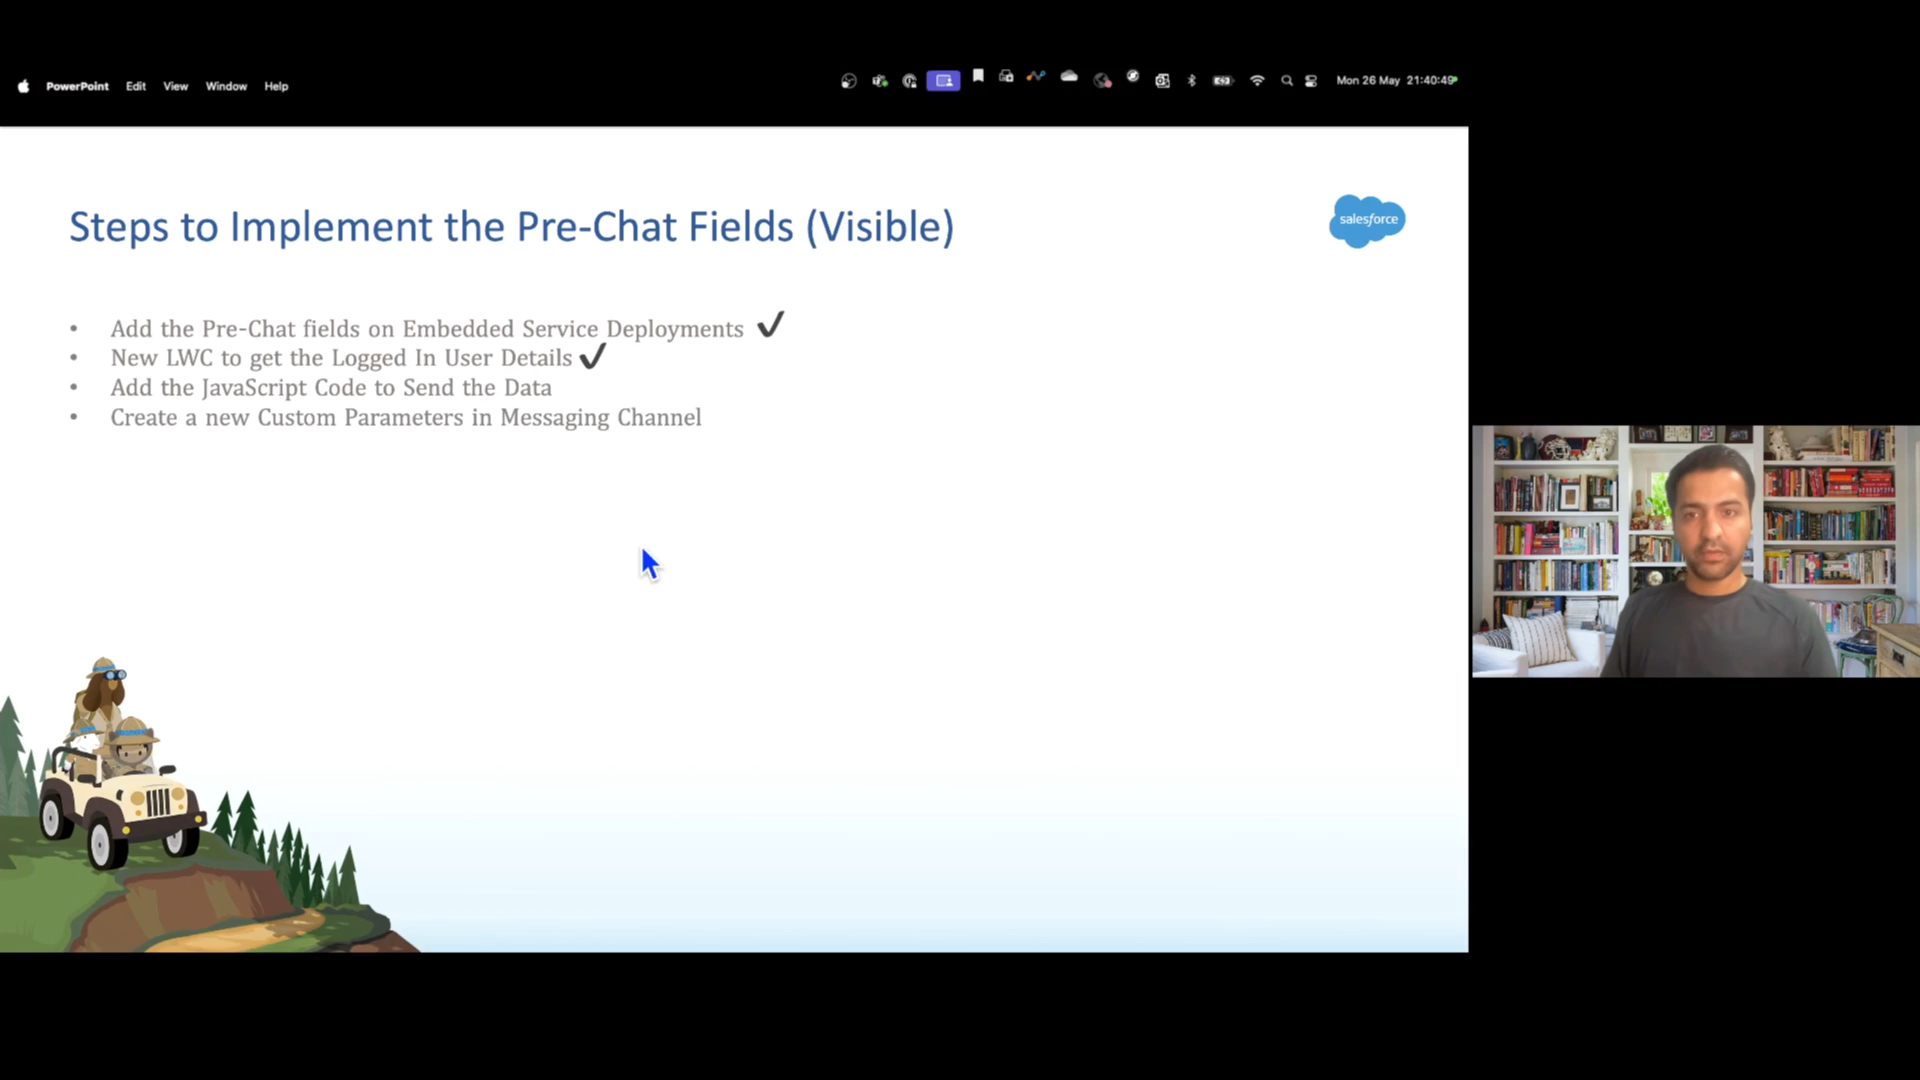 PowerPoint Edit View Window Help
Mon 26 May 21:40:49
Steps to Implement the Pre-Chat Fields (Visible)
salesforce
• Add the Pre-Chat fields on Embedded Service Deployments ✔
• New LWC to get the Logged In User Details ✔
• Add the JavaScript Code to Send the Data
• Create a new Custom Parameters in Messaging Channel